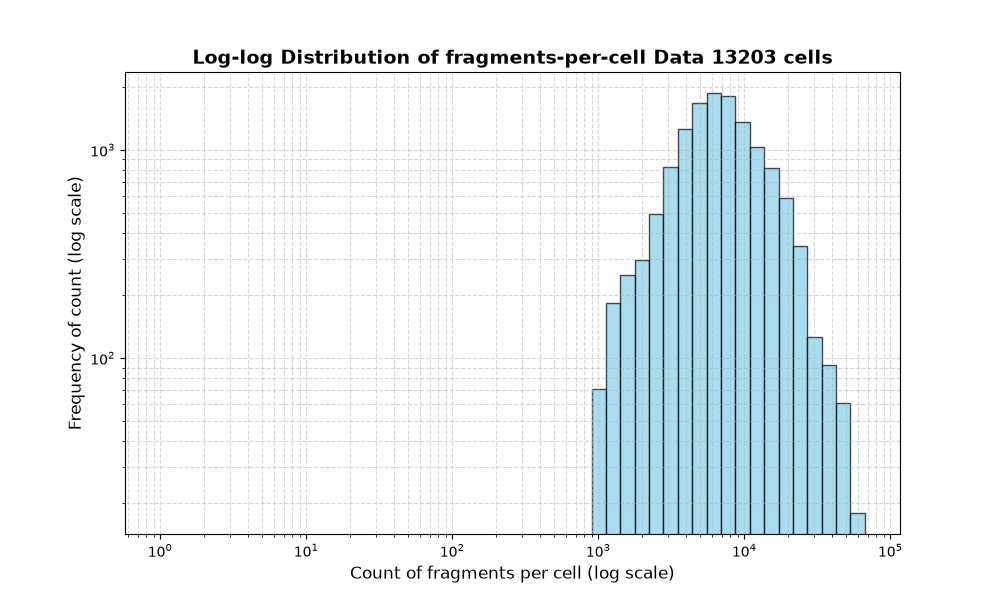 Log-log Distribution of fragments-per-cell Data 13203 cells
Frequency of count (log scale)
10³
10²
10⁰ 10¹ 10² 10³ 10⁴ 10⁵
Count of fragments per cell (log scale)